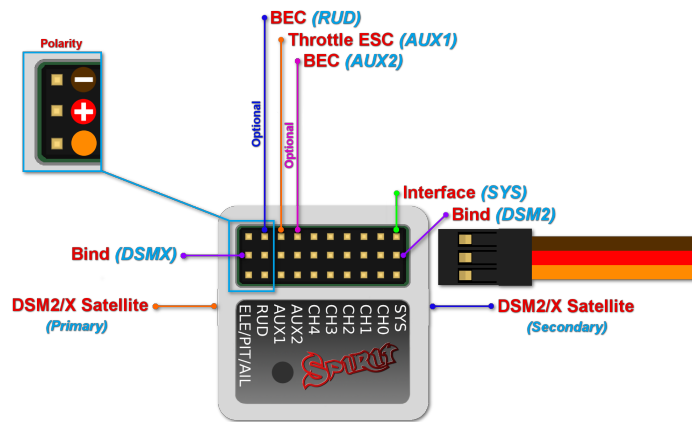 BEC (RUD)
Throttle ESC (AUX1)
BEC (AUX2)
Polarity
Optional
Optional
Interface (SYS)
Bind (DSM2)
Bind (DSMX)
DSM2/X Satellite
(Primary)
DSM2/X Satellite
(Secondary)
ELE/PIT/AIL
RUD
AUX1
AUX2
CH4
CH3
CH2
CH1
CH0
SYS
SPIRIT